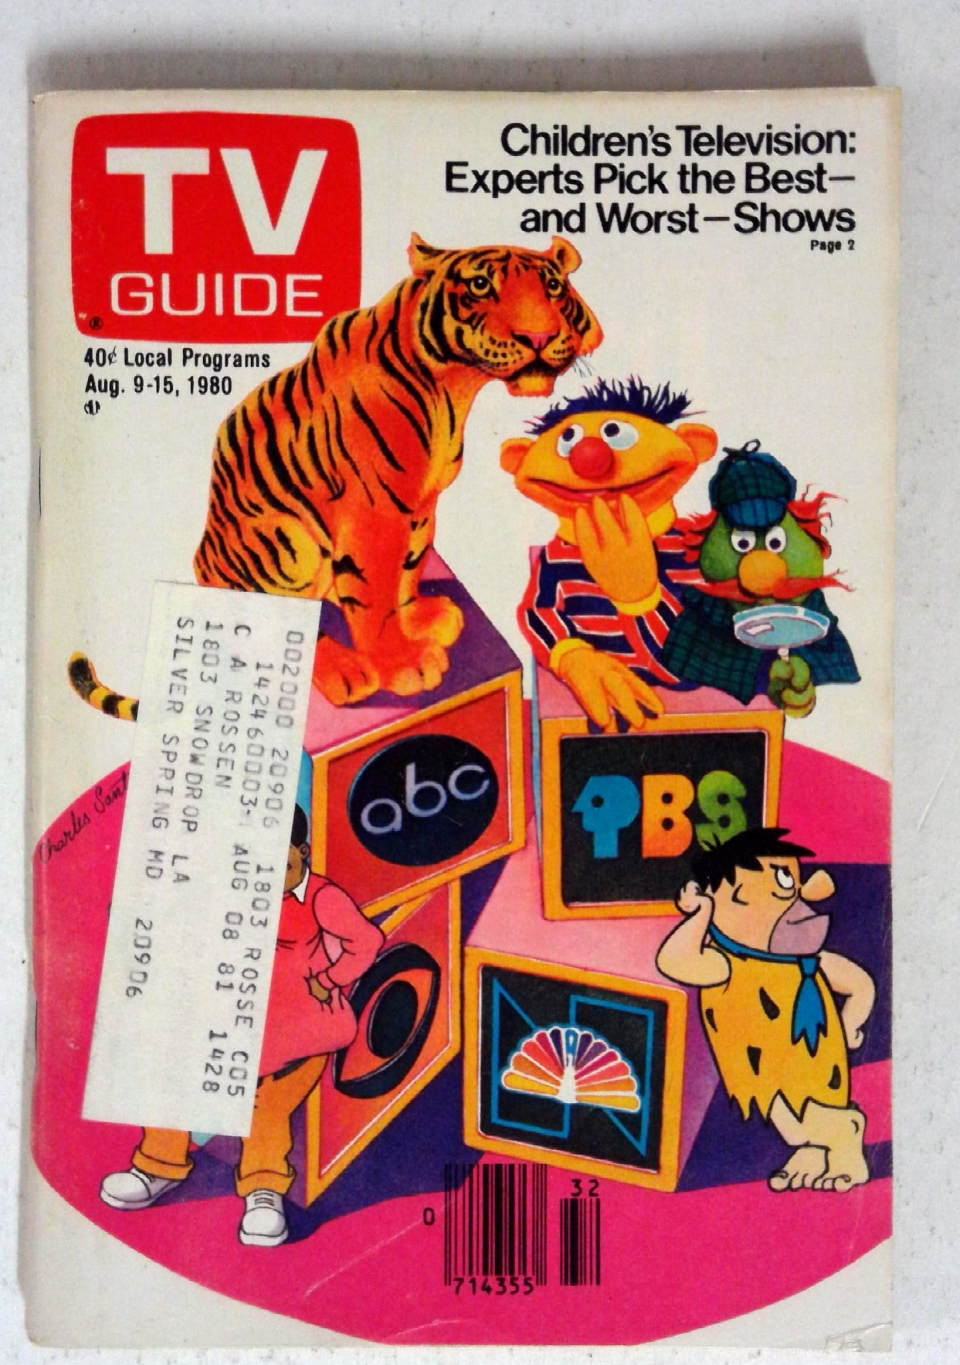 TV
GUIDE
®
Children's Television:
Experts Pick the Best—
and Worst—Shows
Page 2
40¢ Local Programs
Aug. 9-15, 1980
002000 20906 1803 ROSSE C05
142460003 AUG 08 81 1428
C A ROSSEN
1803 SNOWDROP LA
SILVER SPRING MD 20906
abc
PBS
N
Charles Sant
32
0
714355